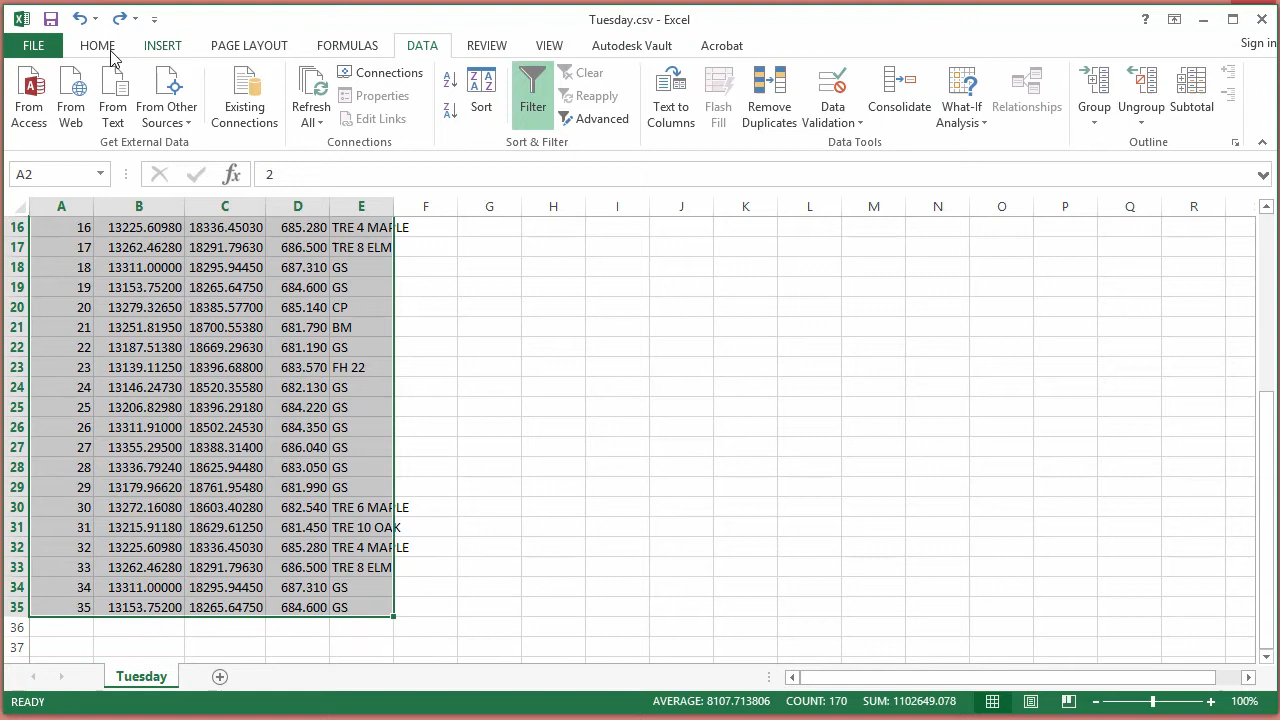 Tuesday.csv - Excel
FILE HOME INSERT PAGE LAYOUT FORMULAS DATA REVIEW VIEW Autodesk Vault Acrobat Sign in
From Access From Web From Text From Other Sources Existing Connections Refresh All Connections Properties Edit Links Sort Filter Clear Reapply Advanced Text to Columns Flash Fill Remove Duplicates Data Validation Consolidate What-If Analysis Relationships Group Ungroup Subtotal
Get External Data Connections Sort & Filter Data Tools Outline
A2 fx 2
A B C D E F G H I J K L M N O P Q R
16 16 13225.60980 18336.45030 685.280 TRE 4 MAPLE
17 17 13262.46280 18291.79630 686.500 TRE 8 ELM
18 18 13311.00000 18295.94450 687.310 GS
19 19 13153.75200 18265.64750 684.600 GS
20 20 13279.32650 18385.57700 685.140 CP
21 21 13251.81950 18700.55380 681.790 BM
22 22 13187.51380 18669.29630 681.190 GS
23 23 13139.11250 18396.68800 683.570 FH 22
24 24 13146.24730 18520.35580 682.130 GS
25 25 13206.82980 18396.29180 684.220 GS
26 26 13311.91000 18502.24530 684.350 GS
27 27 13355.29500 18388.31400 686.040 GS
28 28 13336.79240 18625.94480 683.050 GS
29 29 13179.96620 18761.95480 681.990 GS
30 30 13272.16080 18603.40280 682.540 TRE 6 MAPLE
31 31 13215.91180 18629.61250 681.450 TRE 10 OAK
32 32 13225.60980 18336.45030 685.280 TRE 4 MAPLE
33 33 13262.46280 18291.79630 686.500 TRE 8 ELM
34 34 13311.00000 18295.94450 687.310 GS
35 35 13153.75200 18265.64750 684.600 GS
36
37
Tuesday
READY AVERAGE: 8107.713806 COUNT: 170 SUM: 1102649.078 100%